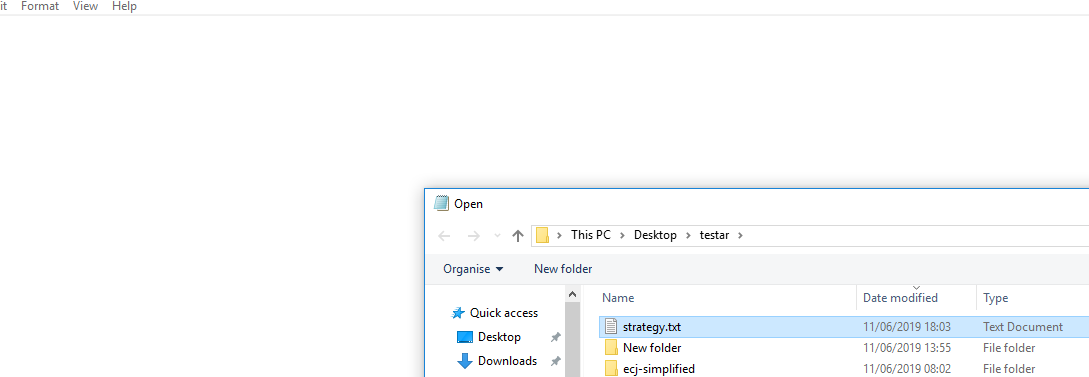 it Format View Help
Open
This PC Desktop testar
Organise New folder
Name Date modified Type
Quick access
Desktop
Downloads
strategy.txt 11/06/2019 18:03 Text Document
New folder 11/06/2019 13:55 File folder
ecj-simplified 11/06/2019 08:02 File folder